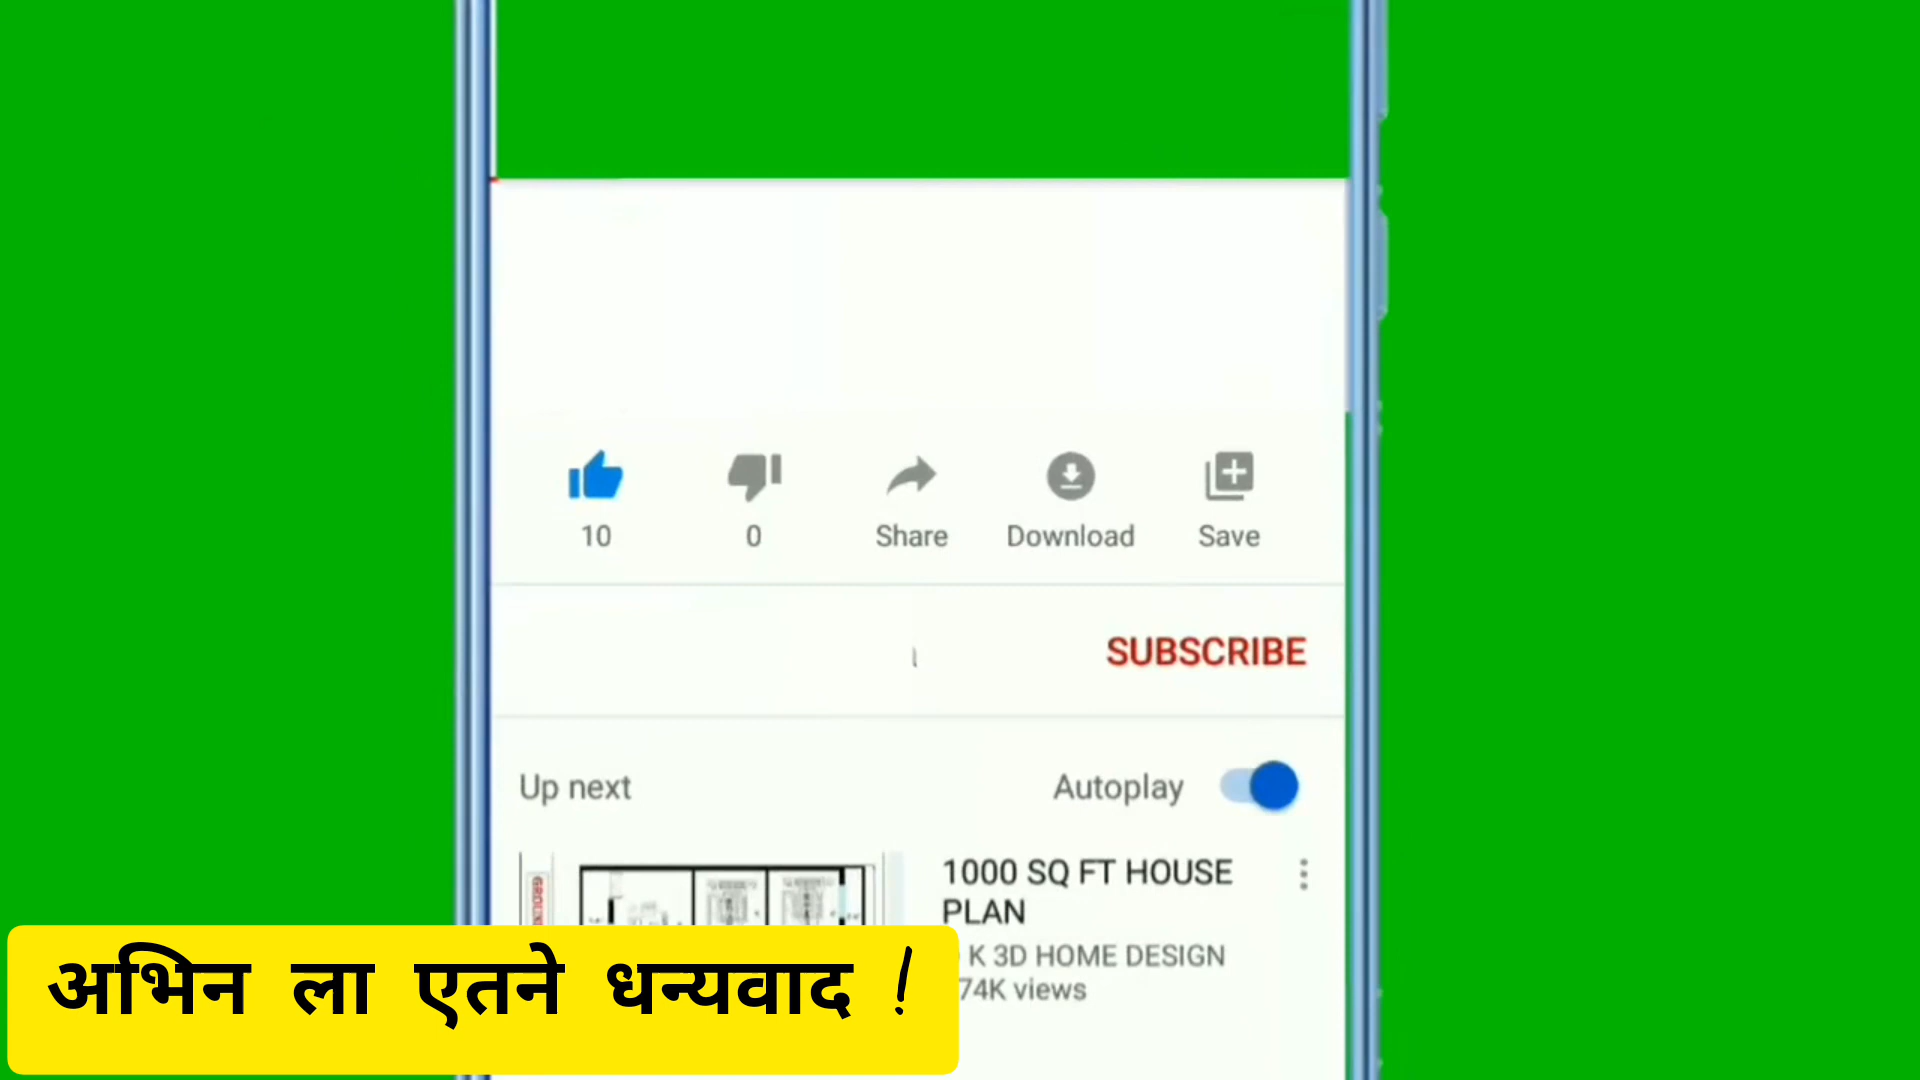 10
0
Share
Download
Save
SUBSCRIBE
Up next
Autoplay
1000 SQ FT HOUSE
PLAN
K 3D HOME DESIGN
74K views
अभिन ला एतने धन्यवाद !